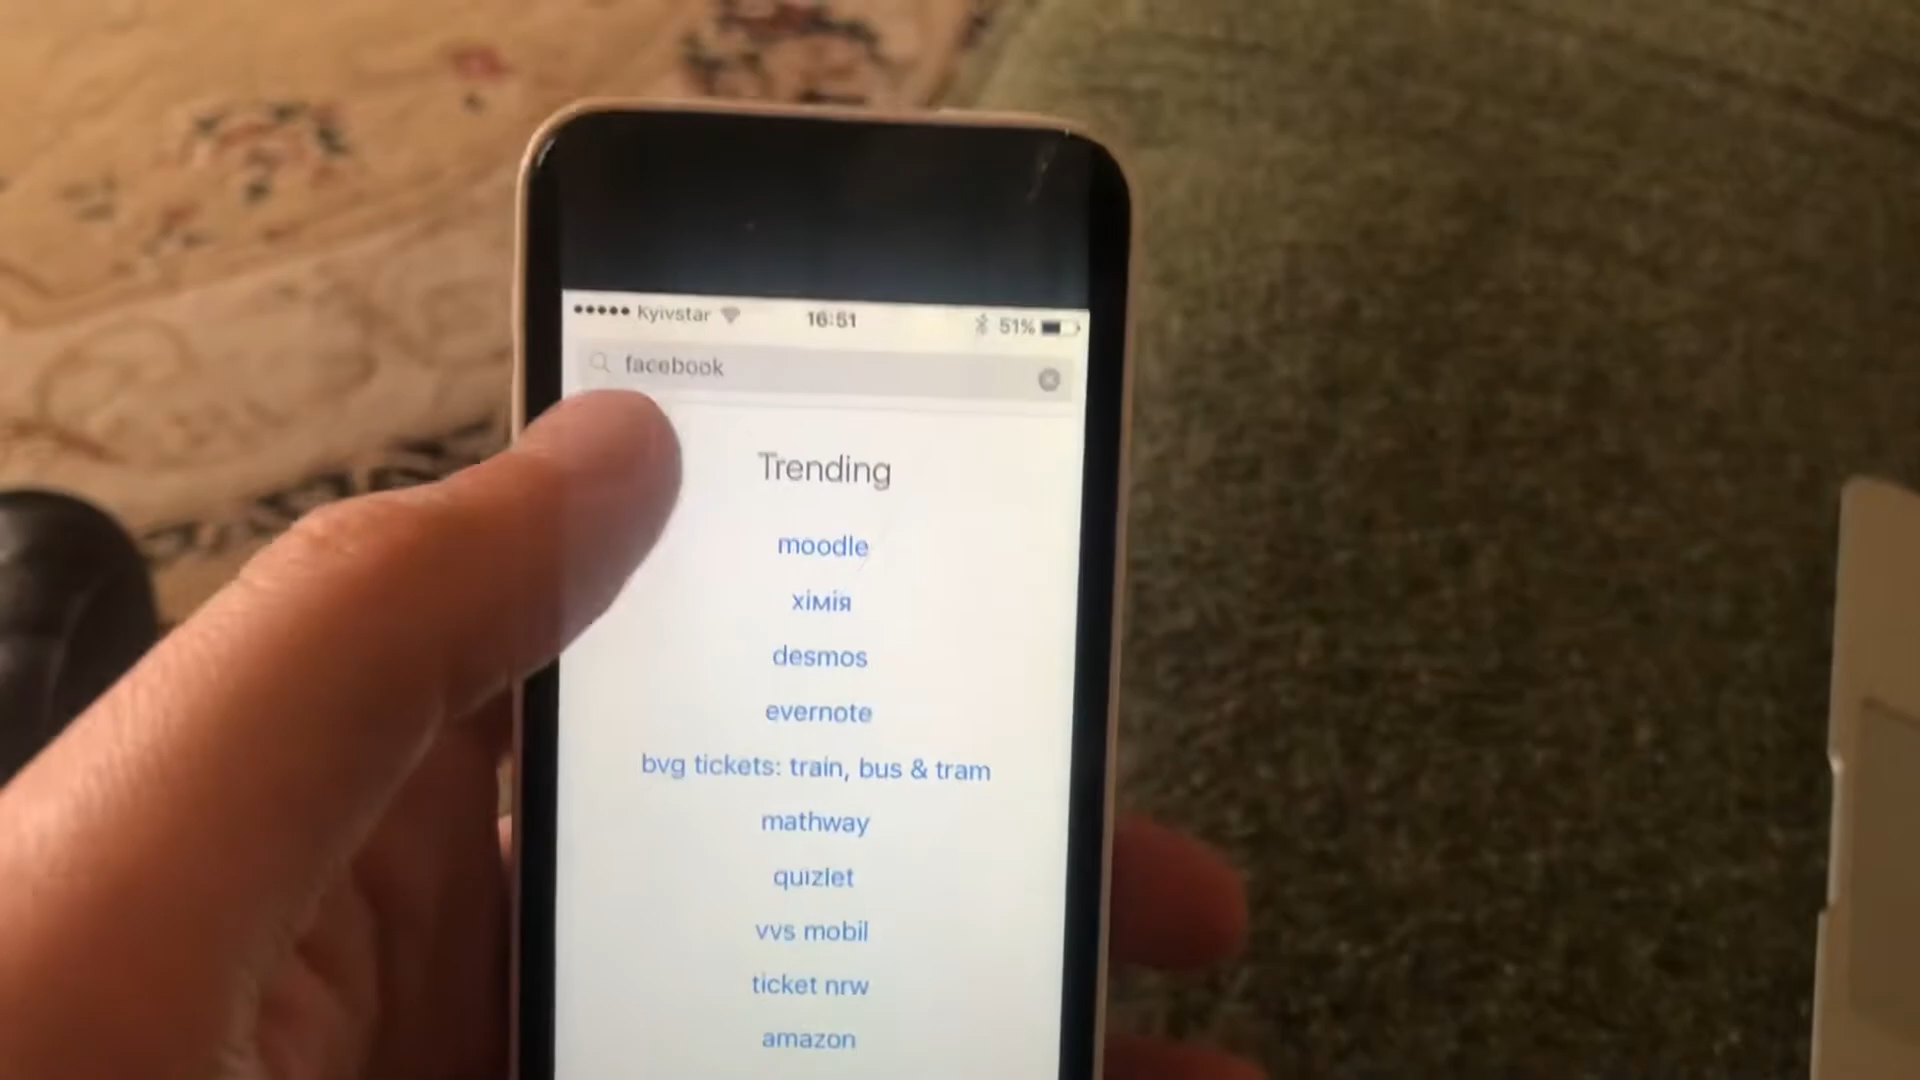 ●●●●● Kyivstar 16:51 51%
facebook
Trending
moodle
хімія
desmos
evernote
bvg tickets: train, bus & tram
mathway
quizlet
vvs mobil
ticket nrw
amazon